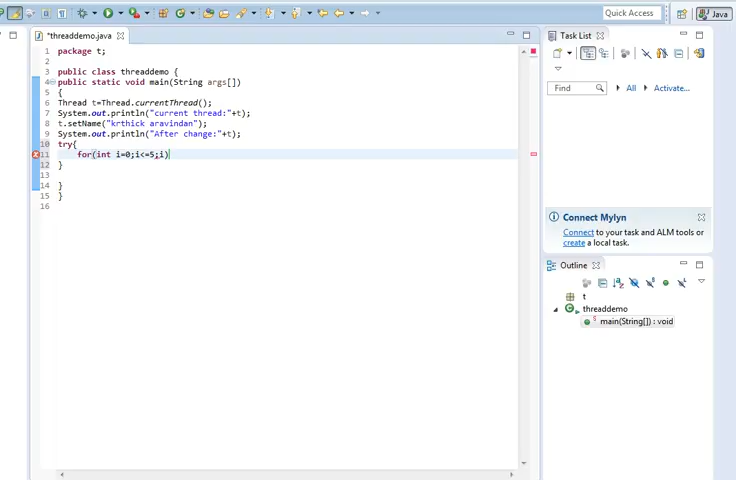 Quick Access
Java
*threaddemo.java
1 package t;
2
3 public class threaddemo {
4 public static void main(String args[])
5 {
6 Thread t=Thread.currentThread();
7 System.out.println("current thread:"+t);
8 t.setName("krthick aravindan");
9 System.out.println("After change:"+t);
10 try{
11 for(int i=0;i<=5;i)
12 }
13
14 }
15 }
16
Task List
Find
All
Activate...
Connect Mylyn
Connect to your task and ALM tools or
create a local task.
Outline
t
threaddemo
main(String[]) : void